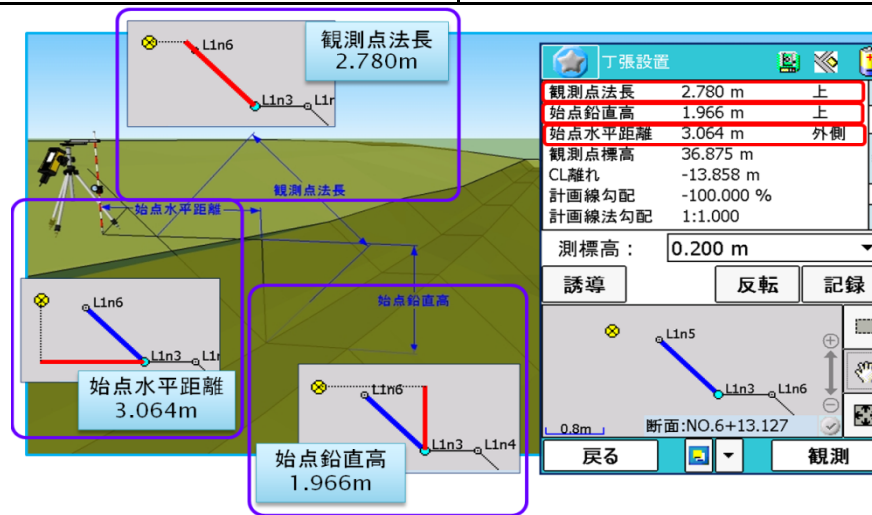 L1n6
L1n3
観測点法長
2.780m
観測点法長
始点水平距離
始点鉛直高
L1n6
L1n3
始点水平距離
3.064m
L1n6
L1n3
L1n4
始点鉛直高
1.966m
丁張設置
観測点法長 2.780 m 上
始点鉛直高 1.966 m 上
始点水平距離 3.064 m 外側
観測点標高 36.875 m
CL離れ -13.858 m
計画線勾配 -100.000 %
計画線法勾配 1:1.000
測標高: 0.200 m
誘導 反転 記録
L1n5
L1n3
L1n6
0.8m 断面:NO.6+13.127
戻る 観測